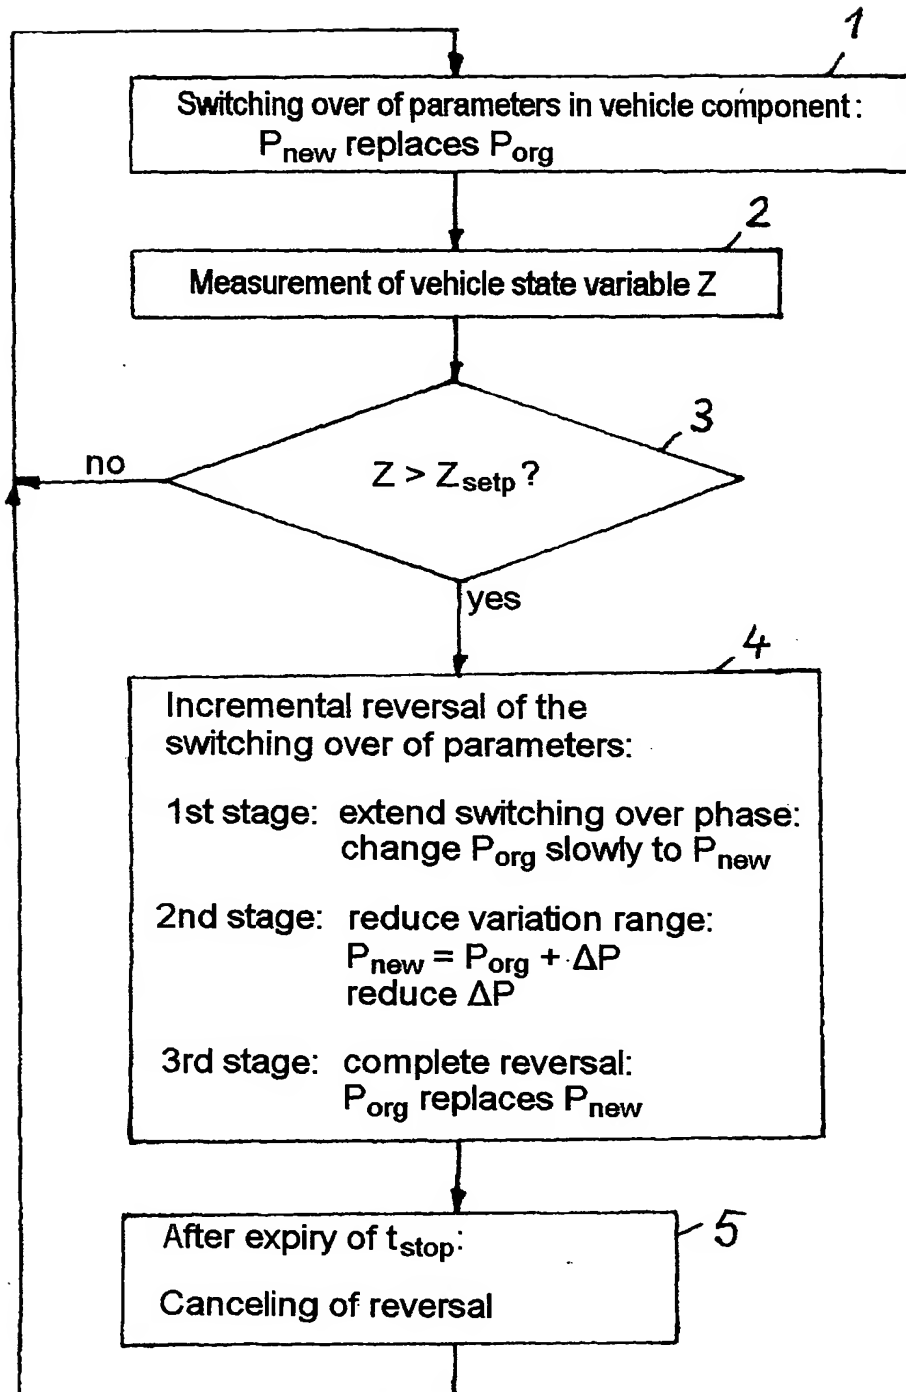 1
Switching over of parameters in vehicle component:
Pnew replaces Porg
2
Measurement of vehicle state variable Z
3
Z > Zsetp?
no
yes
4
Incremental reversal of the
switching over of parameters:
1st stage: extend switching over phase:
change Porg slowly to Pnew
2nd stage: reduce variation range:
Pnew = Porg + ΔP
reduce ΔP
3rd stage: complete reversal:
Porg replaces Pnew
5
After expiry of tstop:
Canceling of reversal